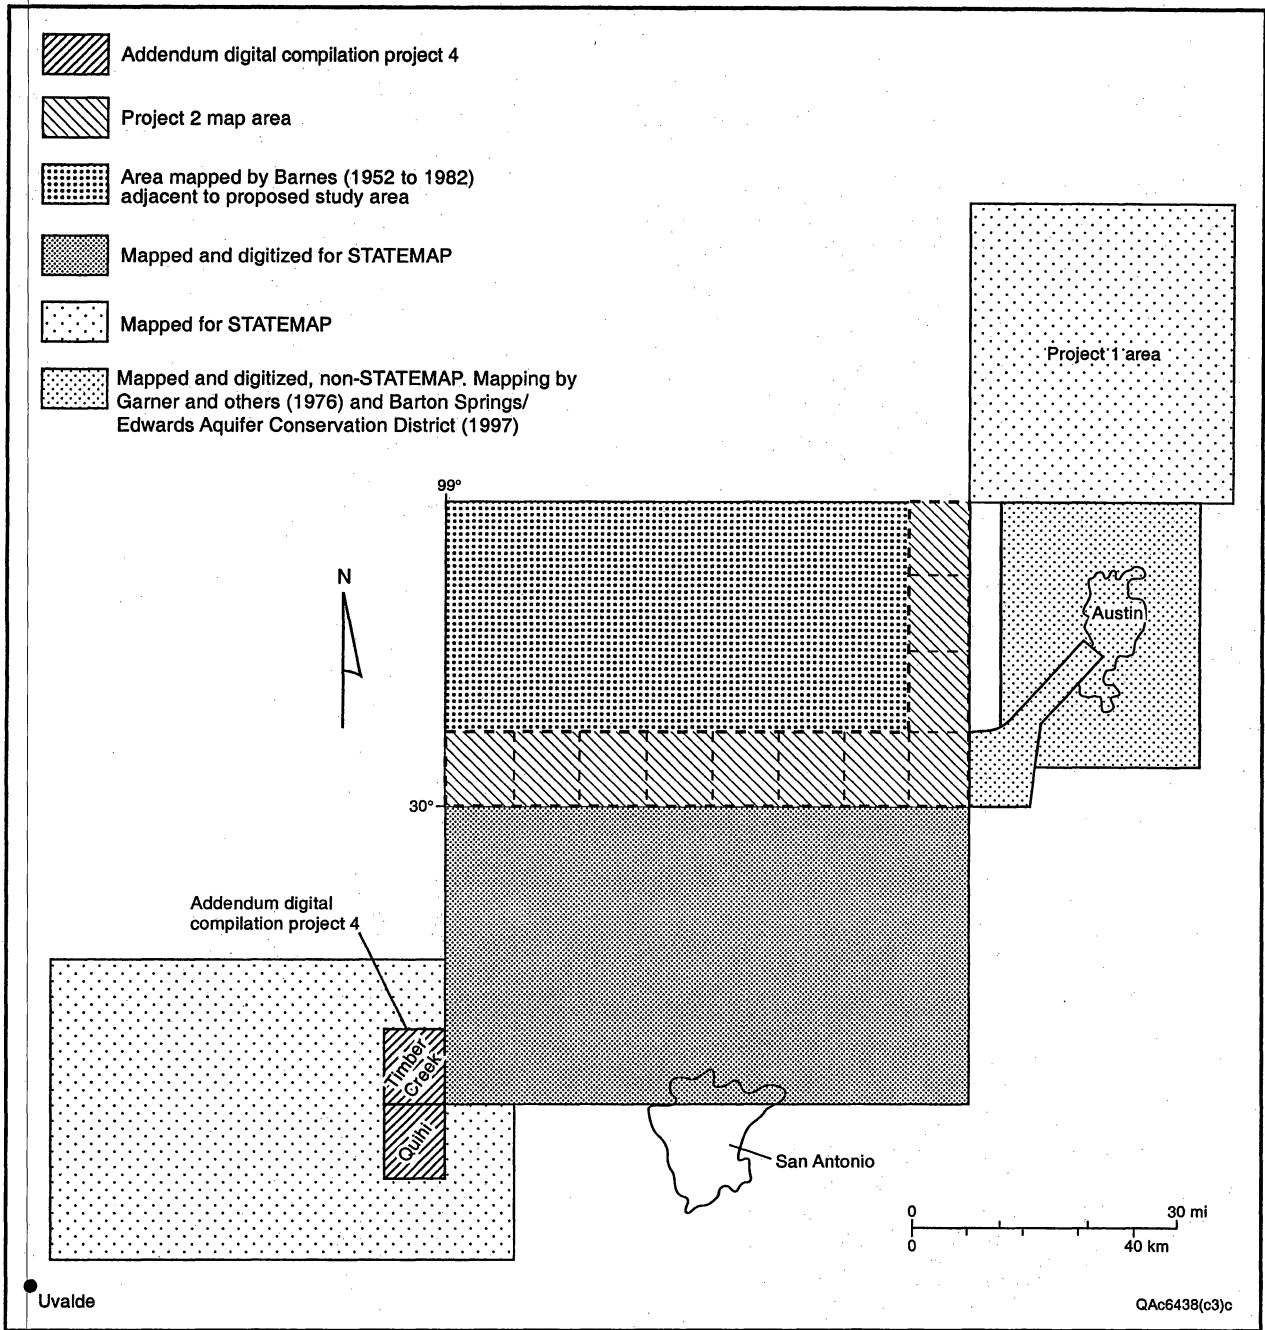 Addendum digital compilation project 4
Project 2 map area
Area mapped by Barnes (1952 to 1982)
adjacent to proposed study area
Mapped and digitized for STATEMAP
Mapped for STATEMAP
Mapped and digitized, non-STATEMAP. Mapping by
Garner and others (1976) and Barton Springs/
Edwards Aquifer Conservation District (1997)
Project 1 area
99°
N
Austin
30°
Addendum digital
compilation project 4
Timber
Creek
Quihi
San Antonio
0 30 mi
0 40 km
Uvalde
QAc6438(c3)c